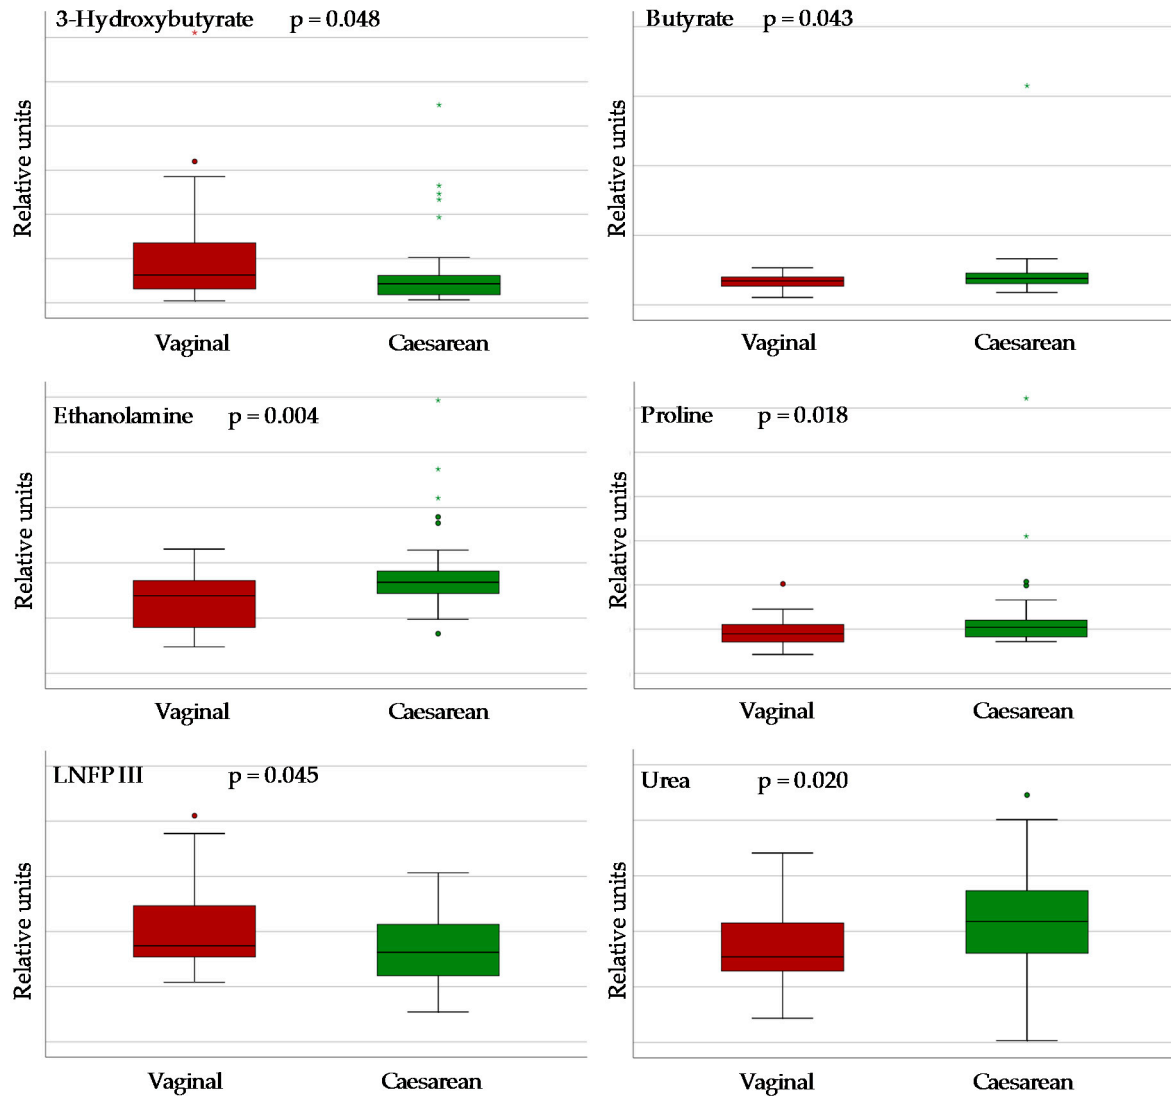 3-Hydroxybutyrate p = 0.048
Relative units
Vaginal Caesarean
Butyrate p = 0.043
Relative units
Vaginal Caesarean
Ethanolamine p = 0.004
Relative units
Vaginal Caesarean
Proline p = 0.018
Relative units
Vaginal Caesarean
LNFP III p = 0.045
Relative units
Vaginal Caesarean
Urea p = 0.020
Relative units
Vaginal Caesarean